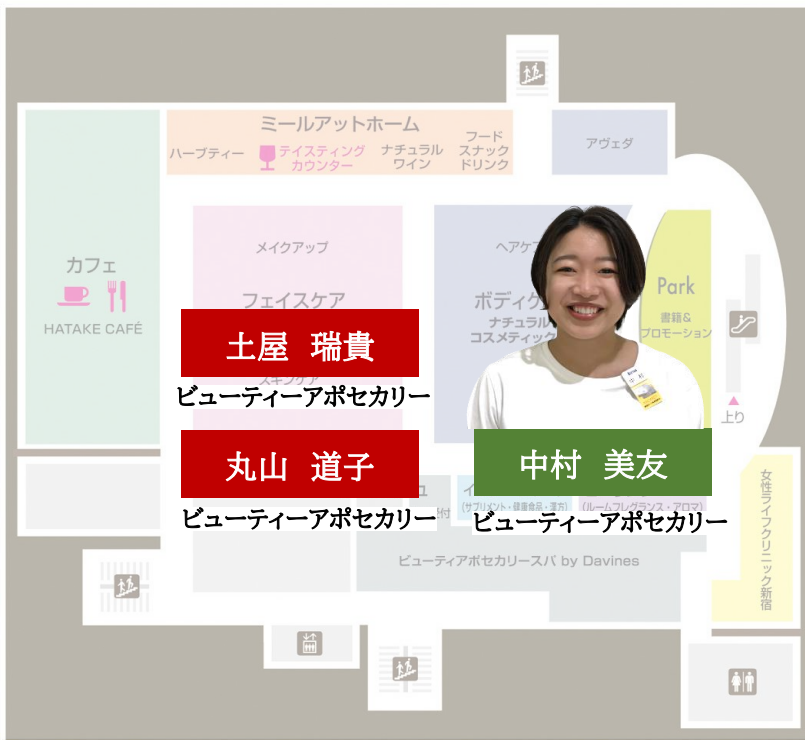 ミールアットホーム
ハーブティー
テイスティング
カウンター
ナチュラル
ワイン
フード
スナック
ドリンク
アヴェダ
カフェ
HATAKE CAFÉ
メイクアップ
フェイスケア
スキンケア
ヘアケア
ボディケ
ナチュラル
コスメティック
Park
書籍&
プロモーション
上り
土屋 瑞貴
ビューティーアポセカリー
丸山 道子
ビューティーアポセカリー
中村 美友
ビューティーアポセカリー
(サプリメント・健康食品・漢方)
(ルームフレグランス・アロマ)
ビューティアポセカリースパ by Davines
女性ライフクリニック新宿